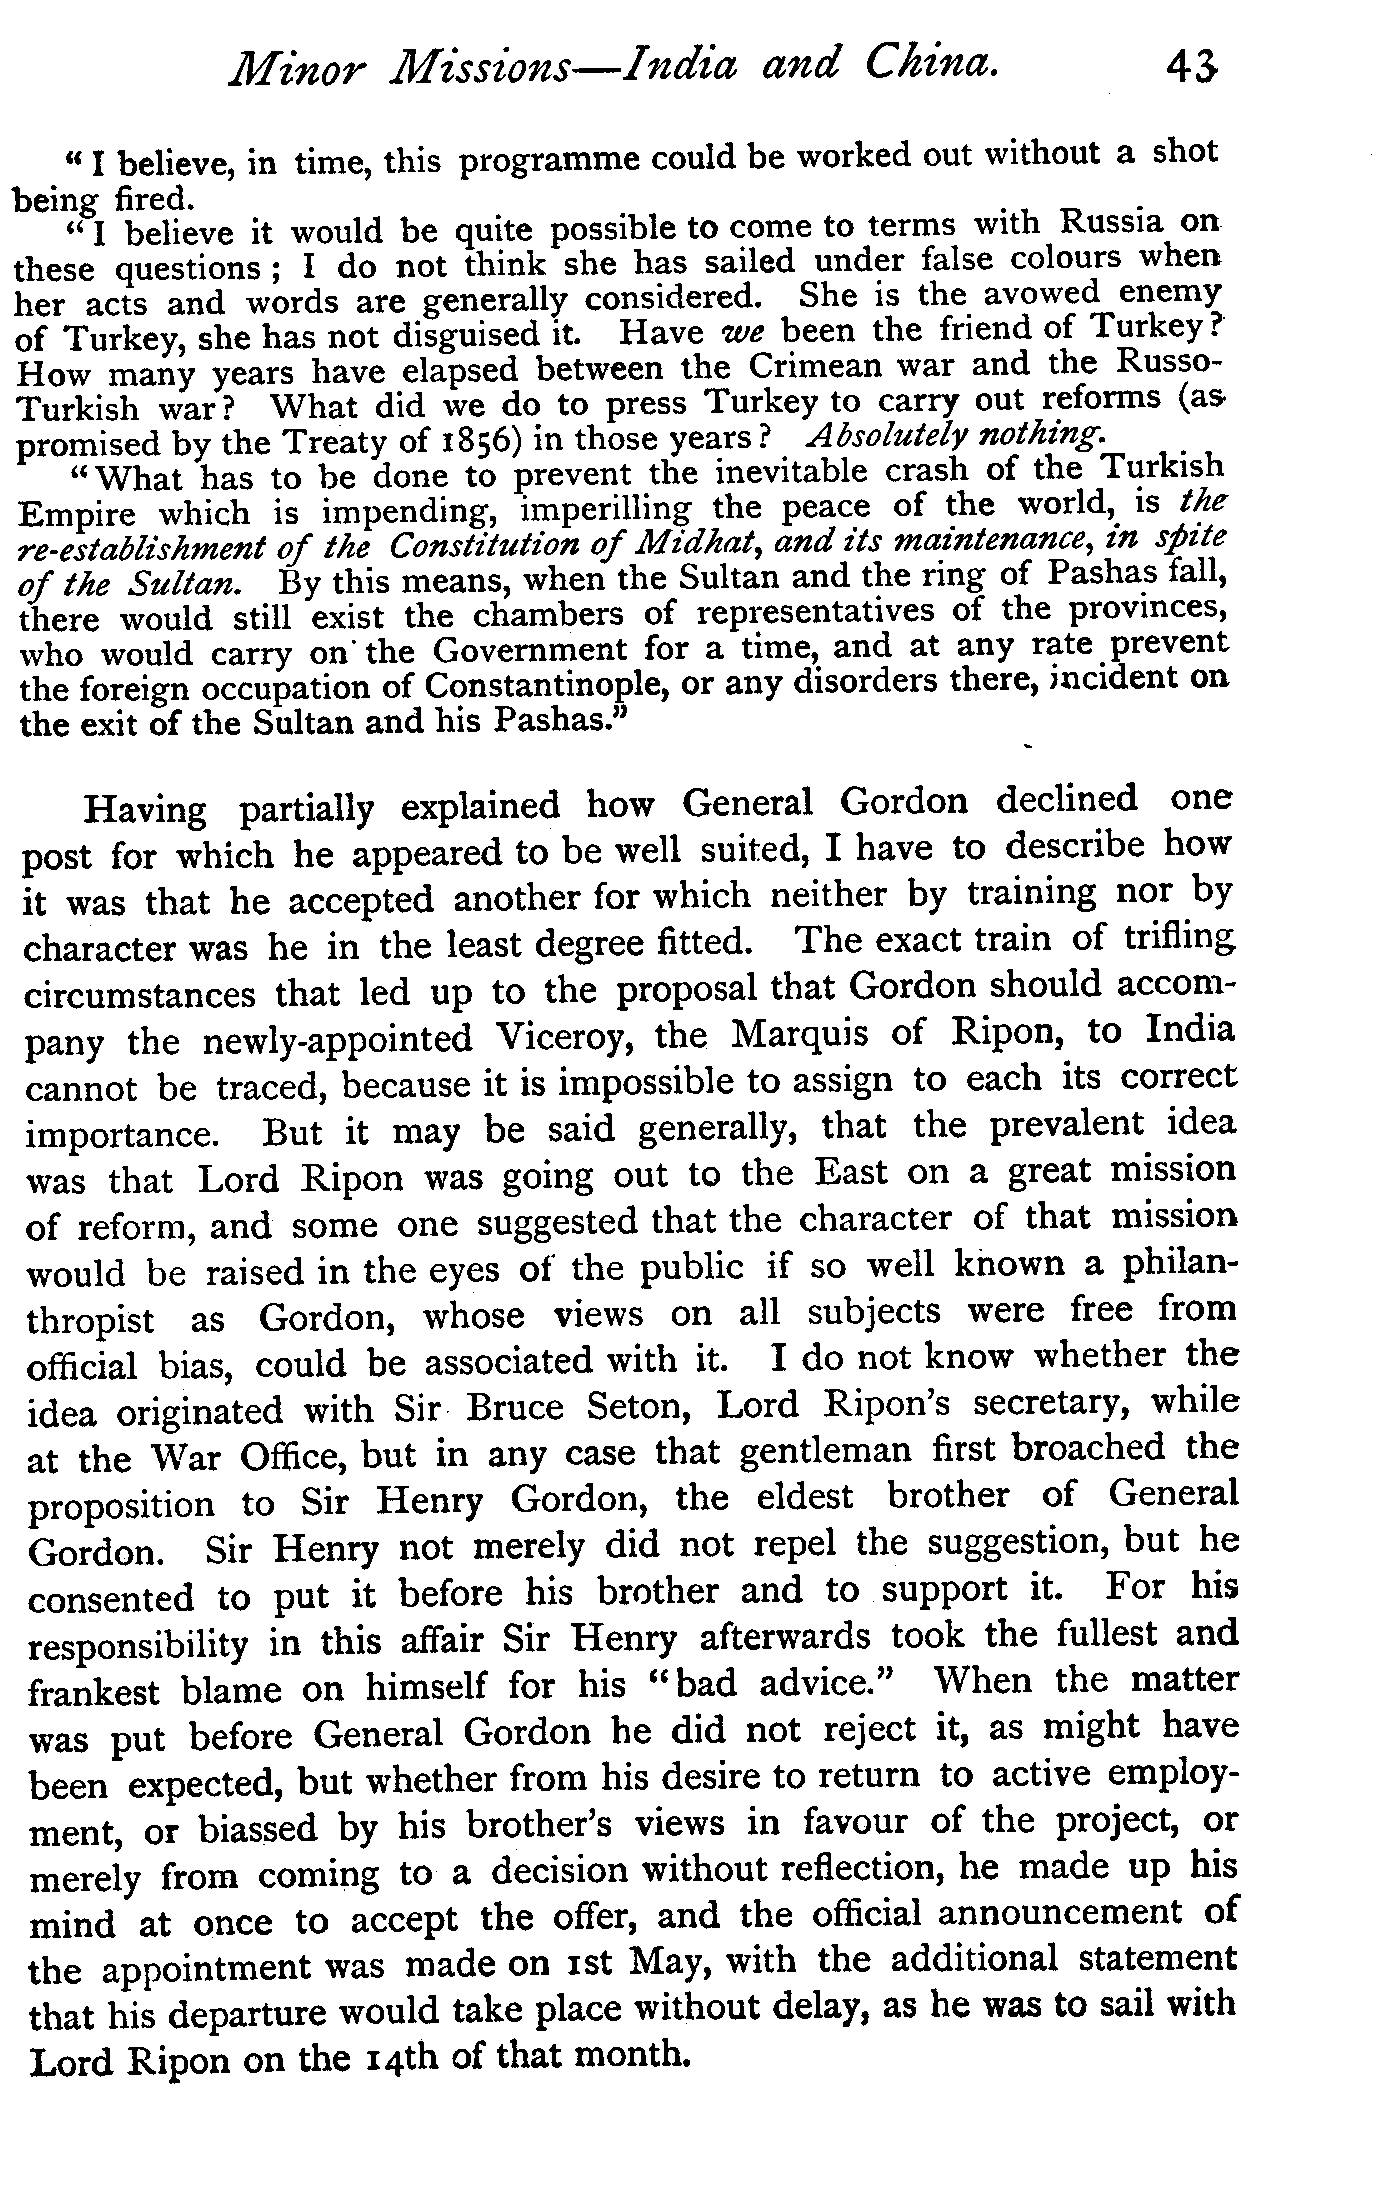 Minor Missions—India and China. 43
“ I believe, in time, this programme could be worked out without a shot
being fired.
“ I believe it would be quite possible to come to terms with Russia on
these questions ; I do not think she has sailed under false colours when
her acts and words are generally considered. She is the avowed enemy
of Turkey, she has not disguised it. Have we been the friend of Turkey?
How many years have elapsed between the Crimean war and the Russo-
Turkish war? What did we do to press Turkey to carry out reforms (as
promised by the Treaty of 1856) in those years? Absolutely nothing.
“ What has to be done to prevent the inevitable crash of the Turkish
Empire which is impending, imperilling the peace of the world, is the
re-establishment of the Constitution of Midhat, and its maintenance, in spite
of the Sultan. By this means, when the Sultan and the ring of Pashas fall,
there would still exist the chambers of representatives of the provinces,
who would carry on the Government for a time, and at any rate prevent
the foreign occupation of Constantinople, or any disorders there, incident on
the exit of the Sultan and his Pashas.”
Having partially explained how General Gordon declined one
post for which he appeared to be well suited, I have to describe how
it was that he accepted another for which neither by training nor by
character was he in the least degree fitted. The exact train of trifling
circumstances that led up to the proposal that Gordon should accom-
pany the newly-appointed Viceroy, the Marquis of Ripon, to India
cannot be traced, because it is impossible to assign to each its correct
importance. But it may be said generally, that the prevalent idea
was that Lord Ripon was going out to the East on a great mission
of reform, and some one suggested that the character of that mission
would be raised in the eyes of the public if so well known a philan-
thropist as Gordon, whose views on all subjects were free from
official bias, could be associated with it. I do not know whether the
idea originated with Sir Bruce Seton, Lord Ripon's secretary, while
at the War Office, but in any case that gentleman first broached the
proposition to Sir Henry Gordon, the eldest brother of General
Gordon. Sir Henry not merely did not repel the suggestion, but he
consented to put it before his brother and to support it. For his
responsibility in this affair Sir Henry afterwards took the fullest and
frankest blame on himself for his “ bad advice.” When the matter
was put before General Gordon he did not reject it, as might have
been expected, but whether from his desire to return to active employ-
ment, or biassed by his brother's views in favour of the project, or
merely from coming to a decision without reflection, he made up his
mind at once to accept the offer, and the official announcement of
the appointment was made on 1st May, with the additional statement
that his departure would take place without delay, as he was to sail with
Lord Ripon on the 14th of that month.